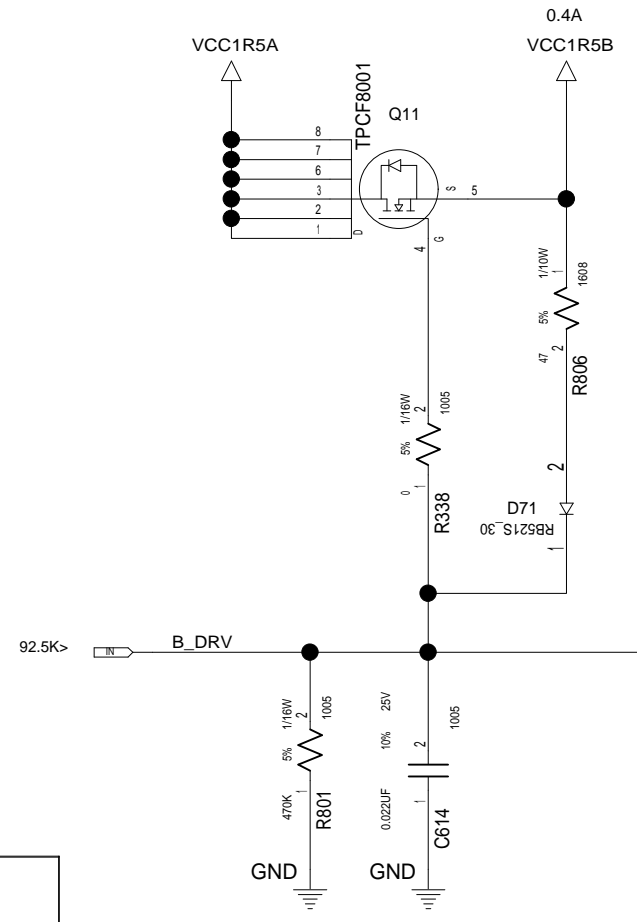 0.4A
VCC1R5A
VCC1R5B
TPCF8001
Q11
8
7
6
3
2
1
D
S
5
G
4
1/10W
1
1608
5%
47
2
R806
1/16W
2
1005
5%
0
1
R338
2
D71
RB521S_30
1
92.5K>
IN
B_DRV
1/16W
2
1005
5%
470K
1
R801
25V
10%
2
1005
0.022UF
1
C614
GND
GND